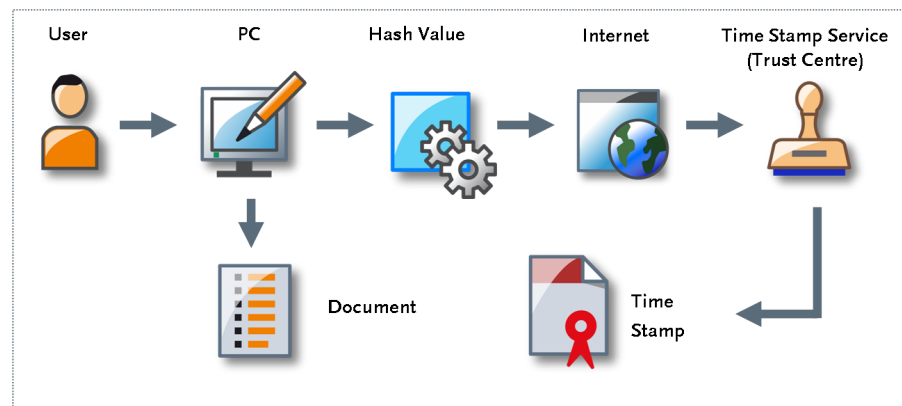 User
PC
Hash Value
Internet
Time Stamp Service
(Trust Centre)
Document
Time
Stamp